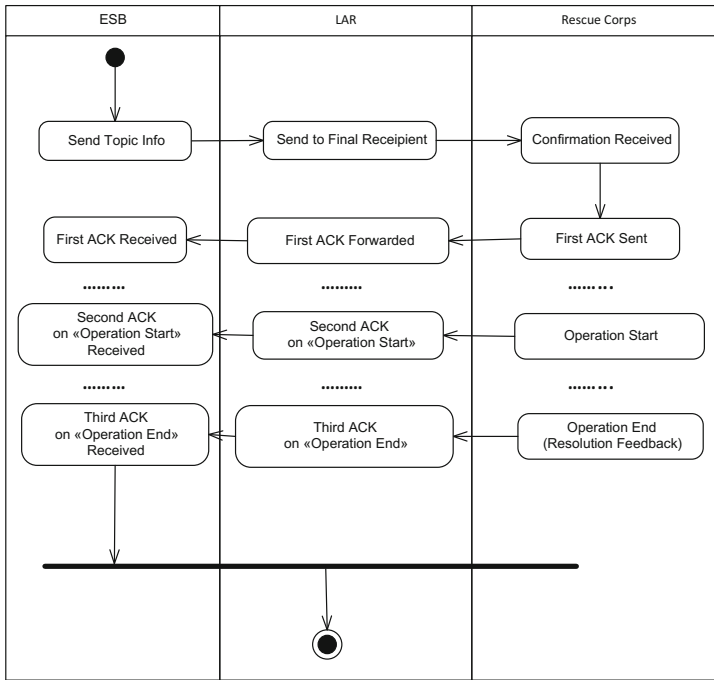 ESB
LAR
Rescue Corps
Send Topic Info
Send to Final Receipient
Confirmation Received
First ACK Received
First ACK Forwarded
First ACK Sent
.........
.........
.........
Second ACK
on «Operation Start»
Received
Second ACK
on «Operation Start»
Operation Start
.........
.........
.........
Third ACK
on «Operation End»
Received
Third ACK
on «Operation End»
Operation End
(Resolution Feedback)